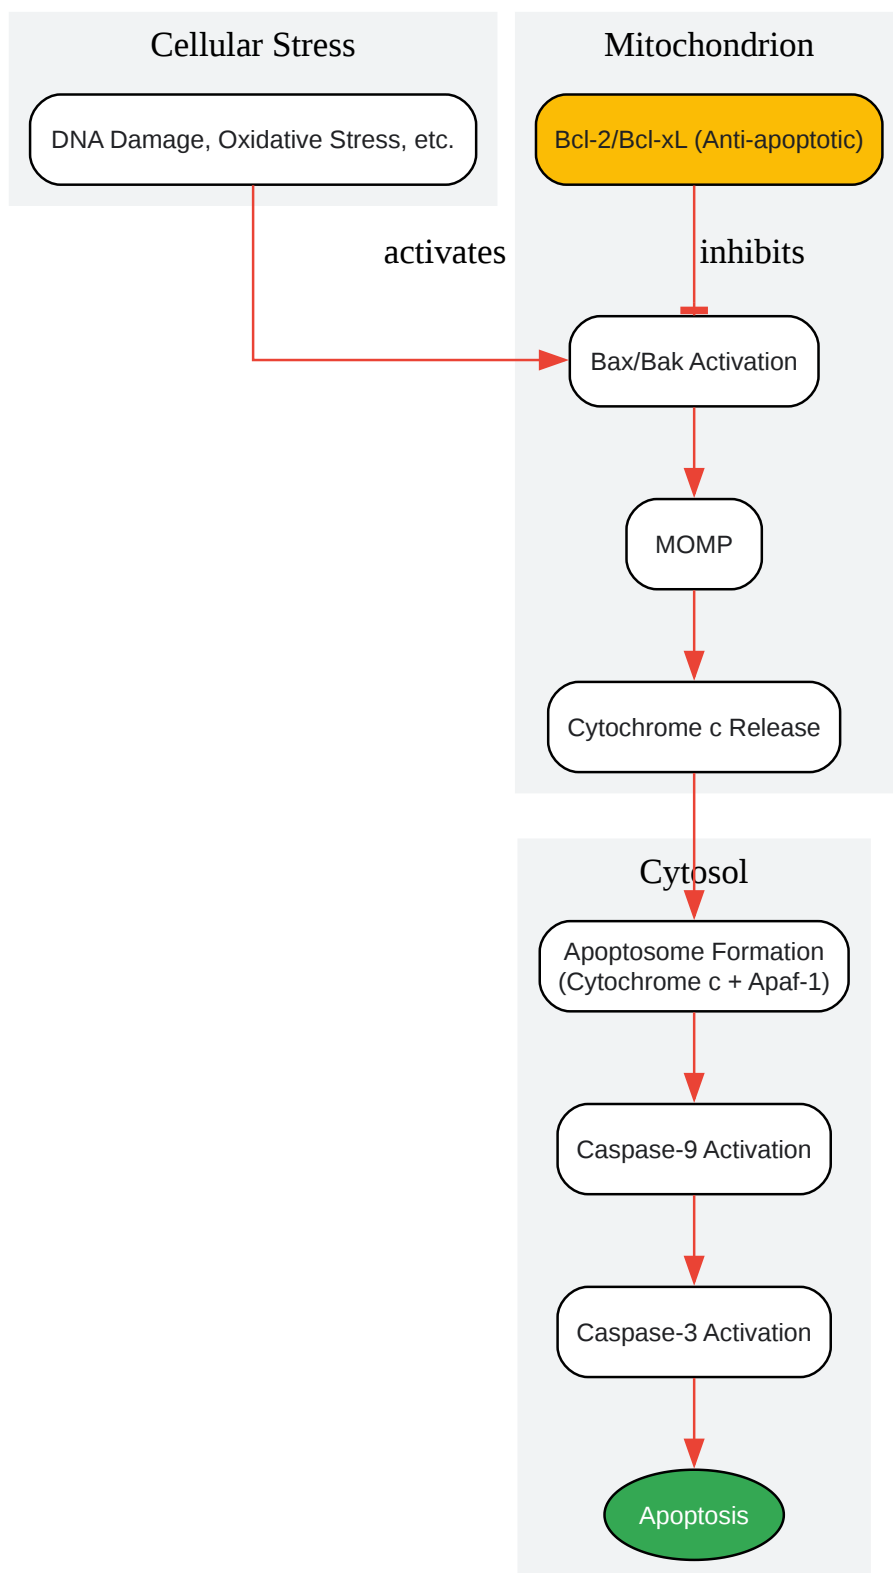 Cellular Stress
DNA Damage, Oxidative Stress, etc.
Mitochondrion
Bcl-2/Bcl-xL (Anti-apoptotic)
activates
inhibits
Bax/Bak Activation
MOMP
Cytochrome c Release
Cytosol
Apoptosome Formation
(Cytochrome c + Apaf-1)
Caspase-9 Activation
Caspase-3 Activation
Apoptosis